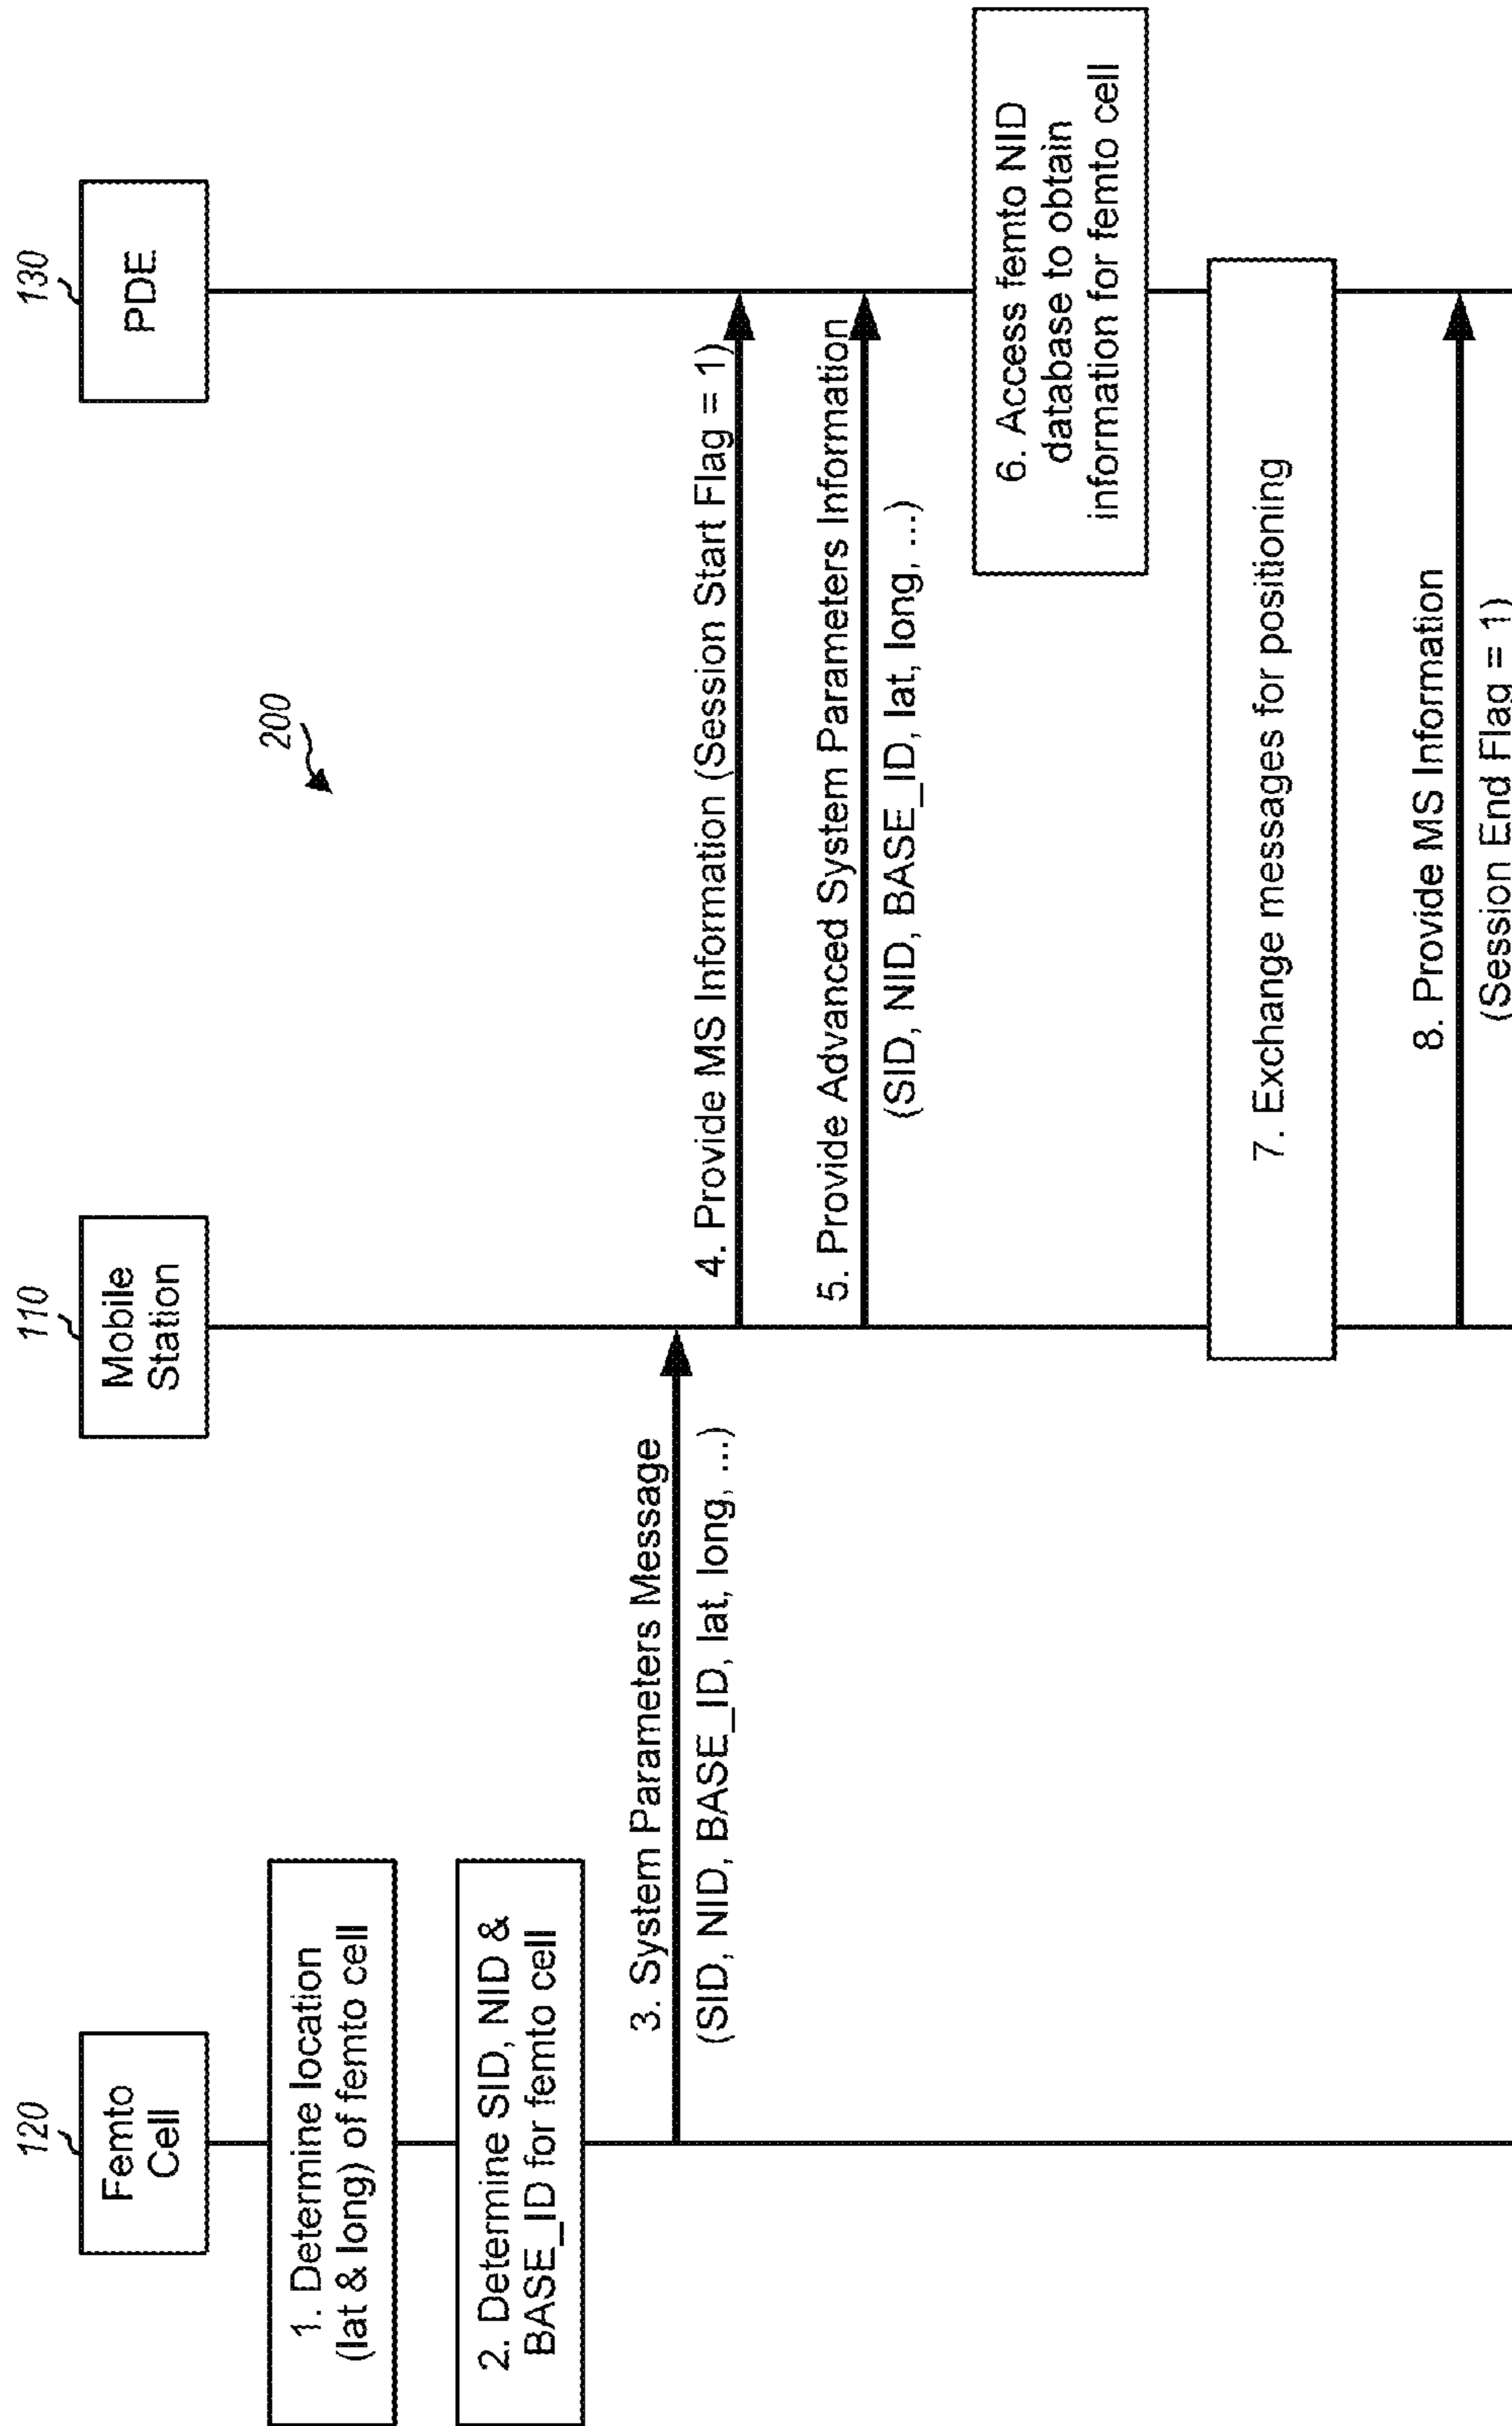 120
110
130
Femto
Cell
Mobile
Station
PDE
200
1. Determine location
(lat & long) of femto cell
2. Determine SID, NID &
BASE_ID for femto cell
3. System Parameters Message
(SID, NID, BASE_ID, lat, long, ...)
4. Provide MS Information (Session Start Flag = 1)
5. Provide Advanced System Parameters Information
(SID, NID, BASE_ID, lat, long, ...)
6. Access femto NID
database to obtain
information for femto cell
7. Exchange messages for positioning
8. Provide MS Information
(Session End Flag = 1)